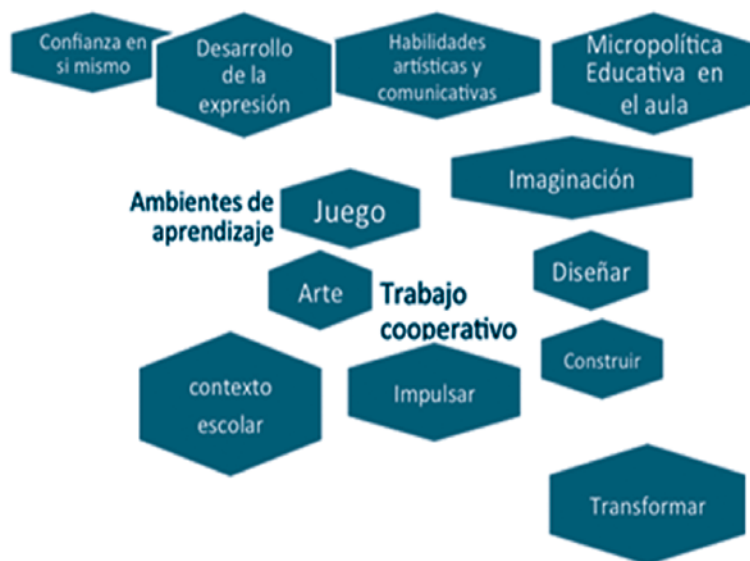 Confianza en
si mismo
Desarrollo
de la
expresión
Habilidades
artísticas y
comunicativas
Micropolítica
Educativa en
el aula
Imaginación
Ambientes de
aprendizaje
Juego
Diseñar
Arte
Trabajo
cooperativo
Construir
contexto
escolar
Impulsar
Transformar